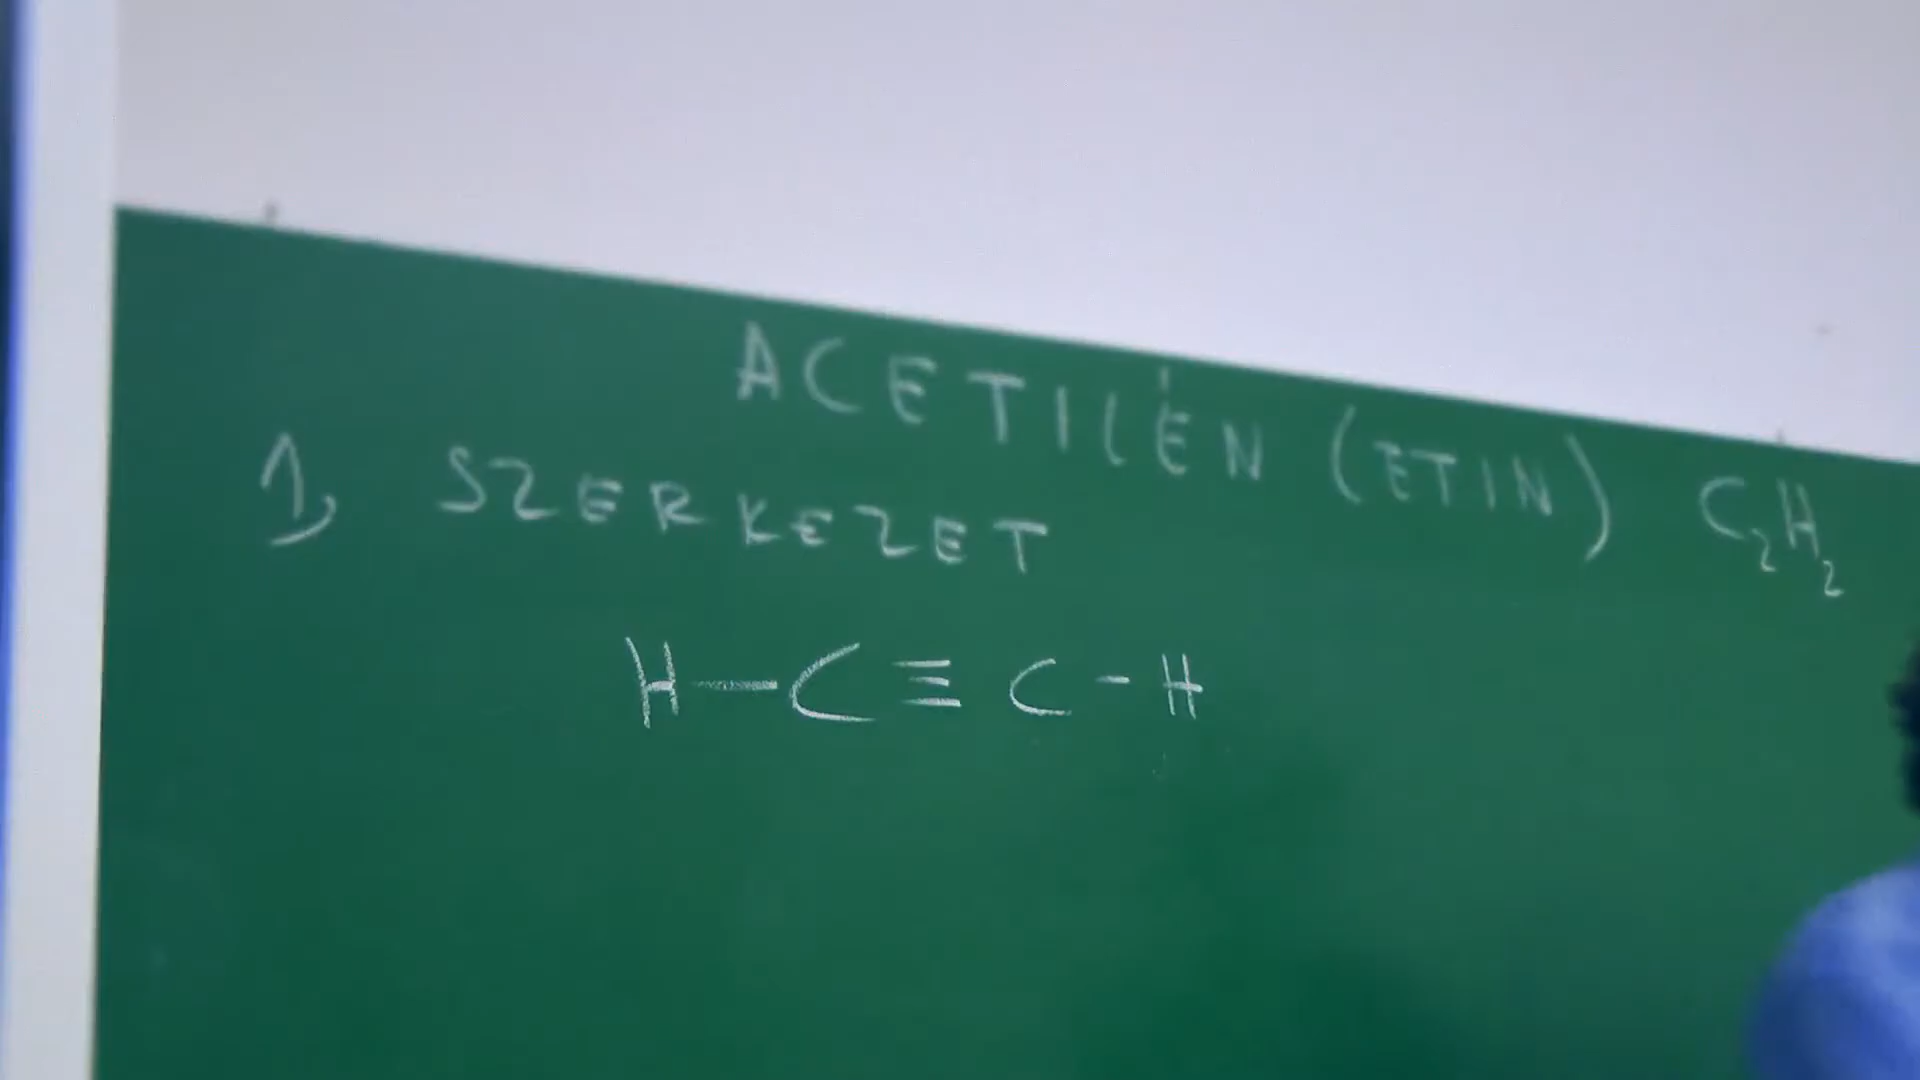 ACETILÉN (ETIN) C₂H₂
1, SZERKEZET
H—C≡C-H